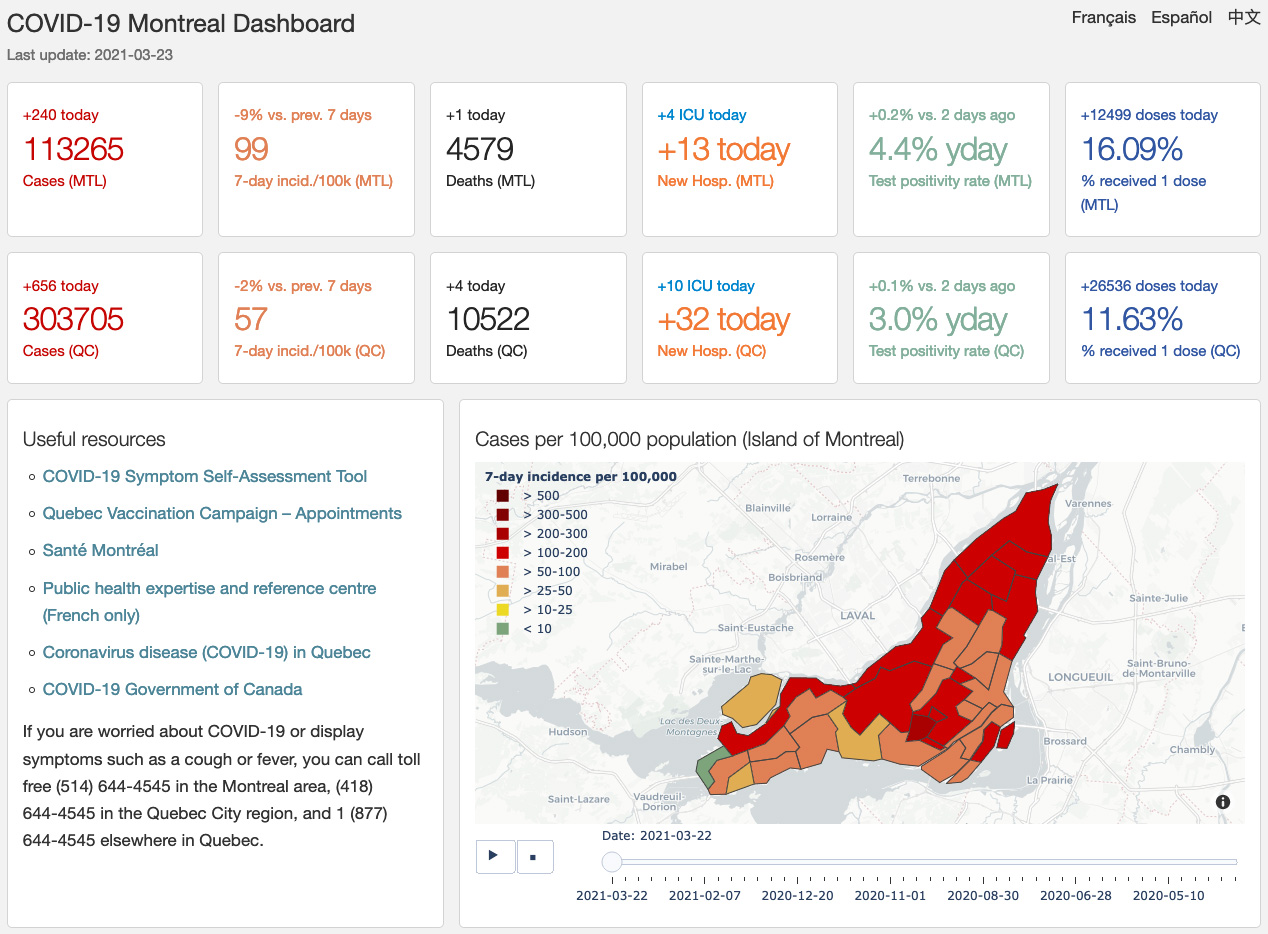 COVID-19 Montreal Dashboard
Français Español 中文
Last update: 2021-03-23
+240 today
113265
Cases (MTL)
-9% vs. prev. 7 days
99
7-day incid./100k (MTL)
+1 today
4579
Deaths (MTL)
+4 ICU today
+13 today
New Hosp. (MTL)
+0.2% vs. 2 days ago
4.4% yday
Test positivity rate (MTL)
+12499 doses today
16.09%
% received 1 dose
(MTL)
+656 today
303705
Cases (QC)
-2% vs. prev. 7 days
57
7-day incid./100k (QC)
+4 today
10522
Deaths (QC)
+10 ICU today
+32 today
New Hosp. (QC)
+0.1% vs. 2 days ago
3.0% yday
Test positivity rate (QC)
+26536 doses today
11.63%
% received 1 dose (QC)
Useful resources
COVID-19 Symptom Self-Assessment Tool
Quebec Vaccination Campaign – Appointments
Santé Montréal
Public health expertise and reference centre
(French only)
Coronavirus disease (COVID-19) in Quebec
COVID-19 Government of Canada
If you are worried about COVID-19 or display
symptoms such as a cough or fever, you can call toll
free (514) 644-4545 in the Montreal area, (418)
644-4545 in the Quebec City region, and 1 (877)
644-4545 elsewhere in Quebec.
Cases per 100,000 population (Island of Montreal)
7-day incidence per 100,000
> 500
> 300-500
> 200-300
> 100-200
> 50-100
> 25-50
> 10-25
< 10
Terrebonne
Varennes
Blainville
Lorraine
Rosemère
al-Est
Mirabel
Boisbriand
Sainte-Julie
LAVAL
Saint-Eustache
Sainte-Marthe-
sur-le-Lac
Saint-Bruno-
de-Montarville
LONGUEUIL
Lac des Deux
Montagnes
Hudson
Brossard
Chambly
La Prairie
Saint-Lazare
Vaudreuil-
Dorion
Date: 2021-03-22
2021-03-22 2021-02-07 2020-12-20 2020-11-01 2020-08-30 2020-06-28 2020-05-10